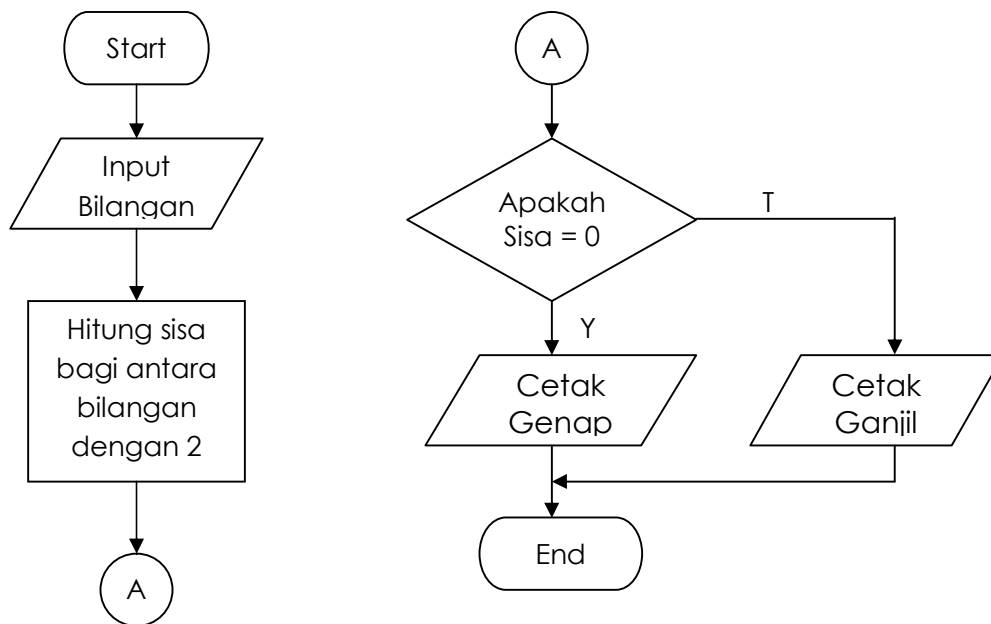 Start
Input
Bilangan
Hitung sisa
bagi antara
bilangan
dengan 2
A
A
Apakah
Sisa = 0
T
Y
Cetak
Genap
Cetak
Ganjil
End